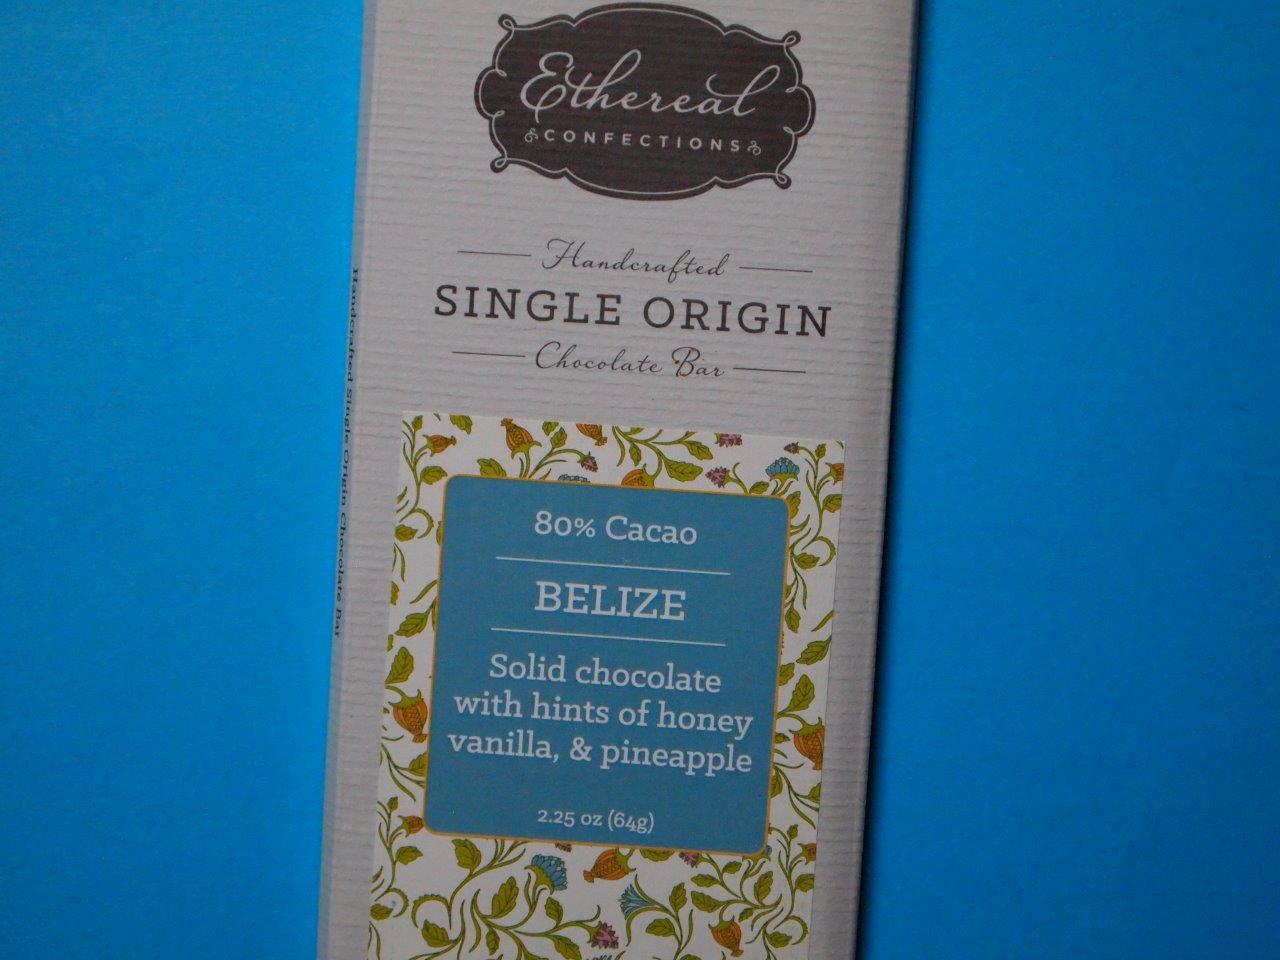 Ethereal
CONFECTIONS
Handcrafted
SINGLE ORIGIN
Chocolate Bar
Handcrafted Single Origin Chocolate Bar
80% Cacao
BELIZE
Solid chocolate
with hints of honey
vanilla, & pineapple
2.25 oz (64g)